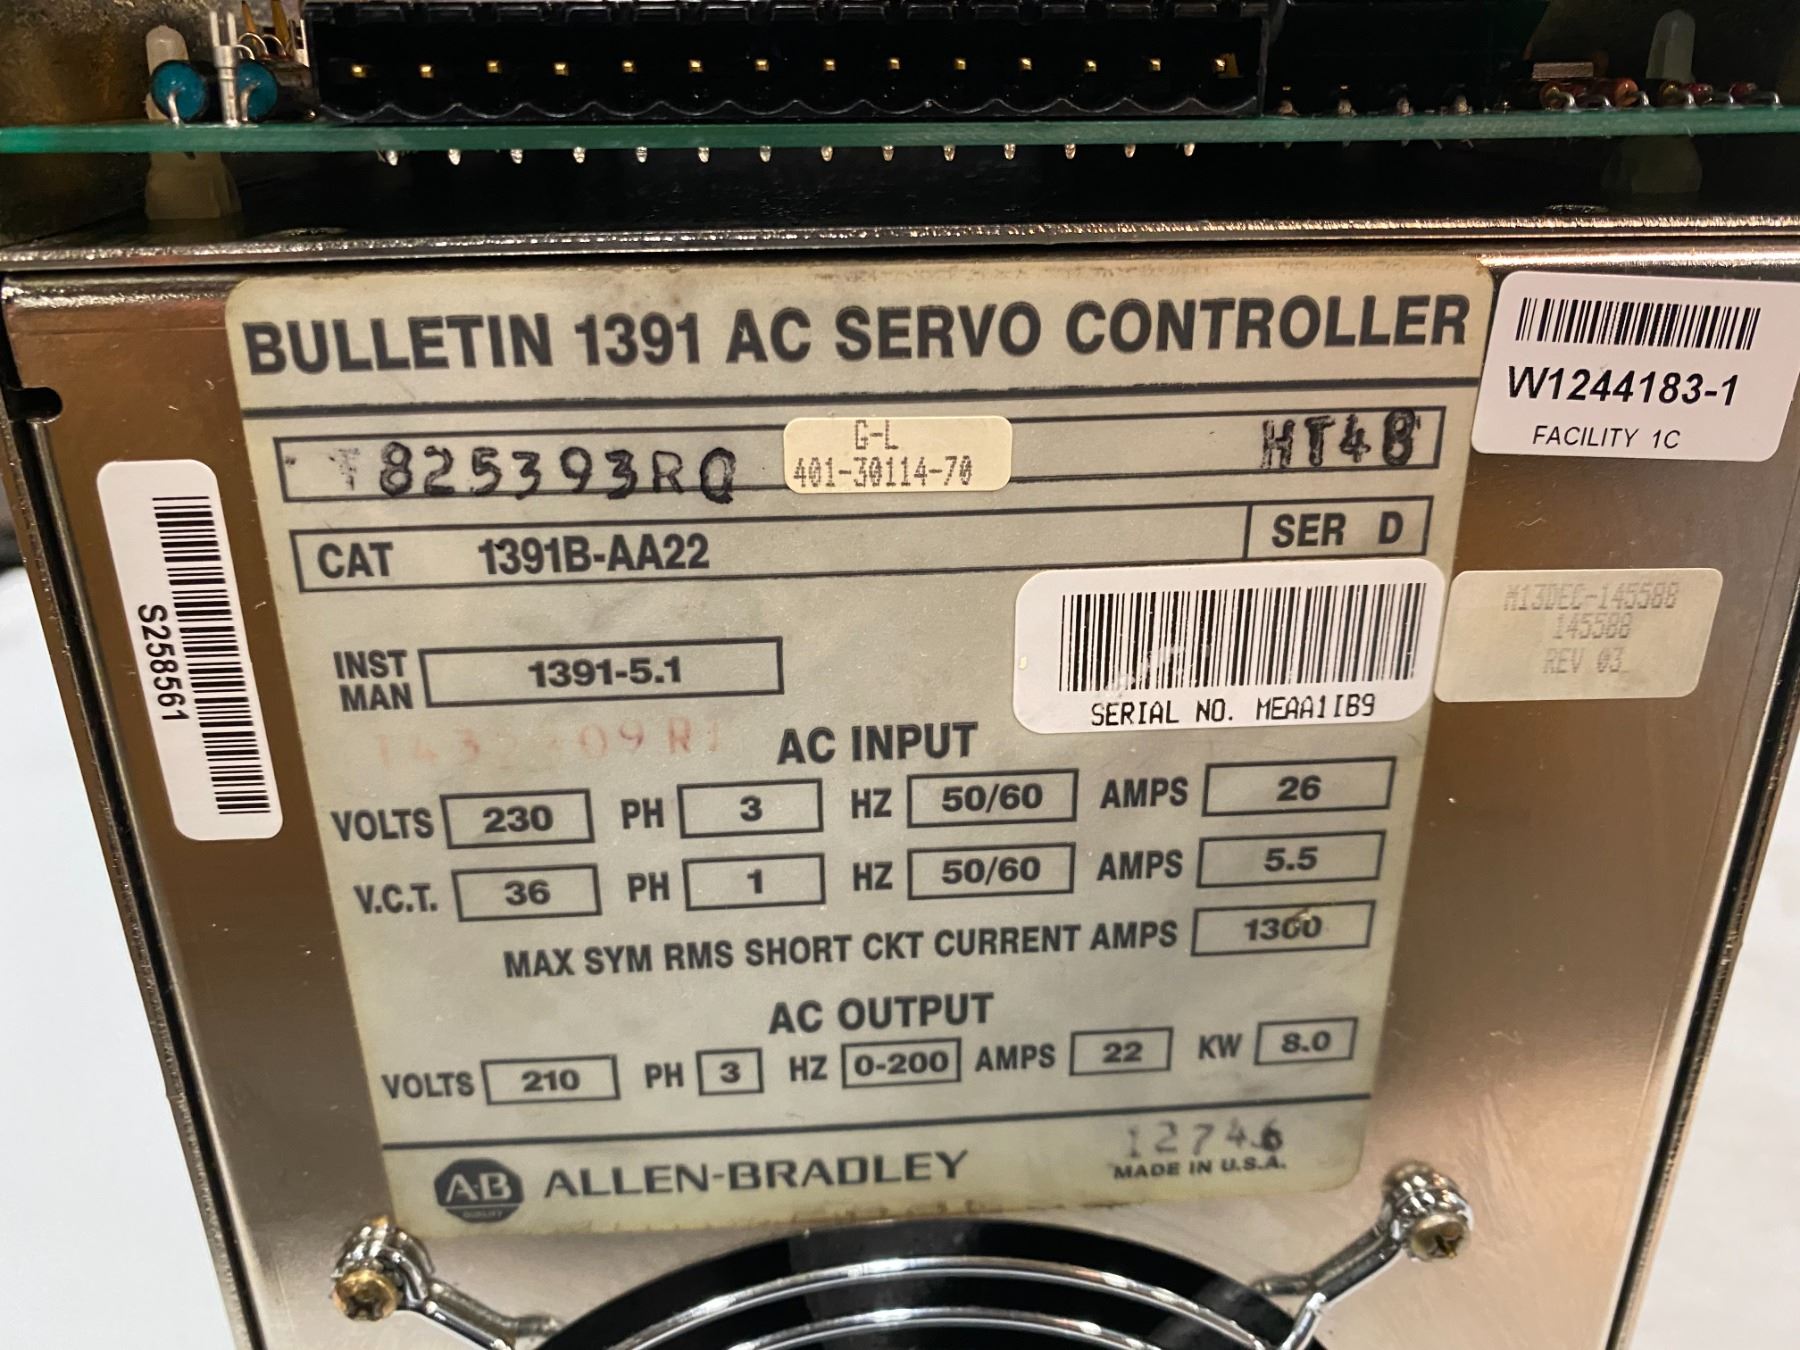 BULLETIN 1391 AC SERVO CONTROLLER
W1244183-1
FACILITY 1C
T825393RQ
G-L
401-30114-70
HT48
CAT 1391B-AA22 SER D
S258561
INST MAN 1391-5.1
SERIAL NO. MEAA1IB9
M13DEC-145588
145588
REV 03
AC INPUT
VOLTS 230 PH 3 HZ 50/60 AMPS 26
V.C.T. 36 PH 1 HZ 50/60 AMPS 5.5
MAX SYM RMS SHORT CKT CURRENT AMPS 1300
AC OUTPUT
VOLTS 210 PH 3 HZ 0-200 AMPS 22 KW 8.0
AB QUALITY ALLEN-BRADLEY
12746
MADE IN U.S.A.